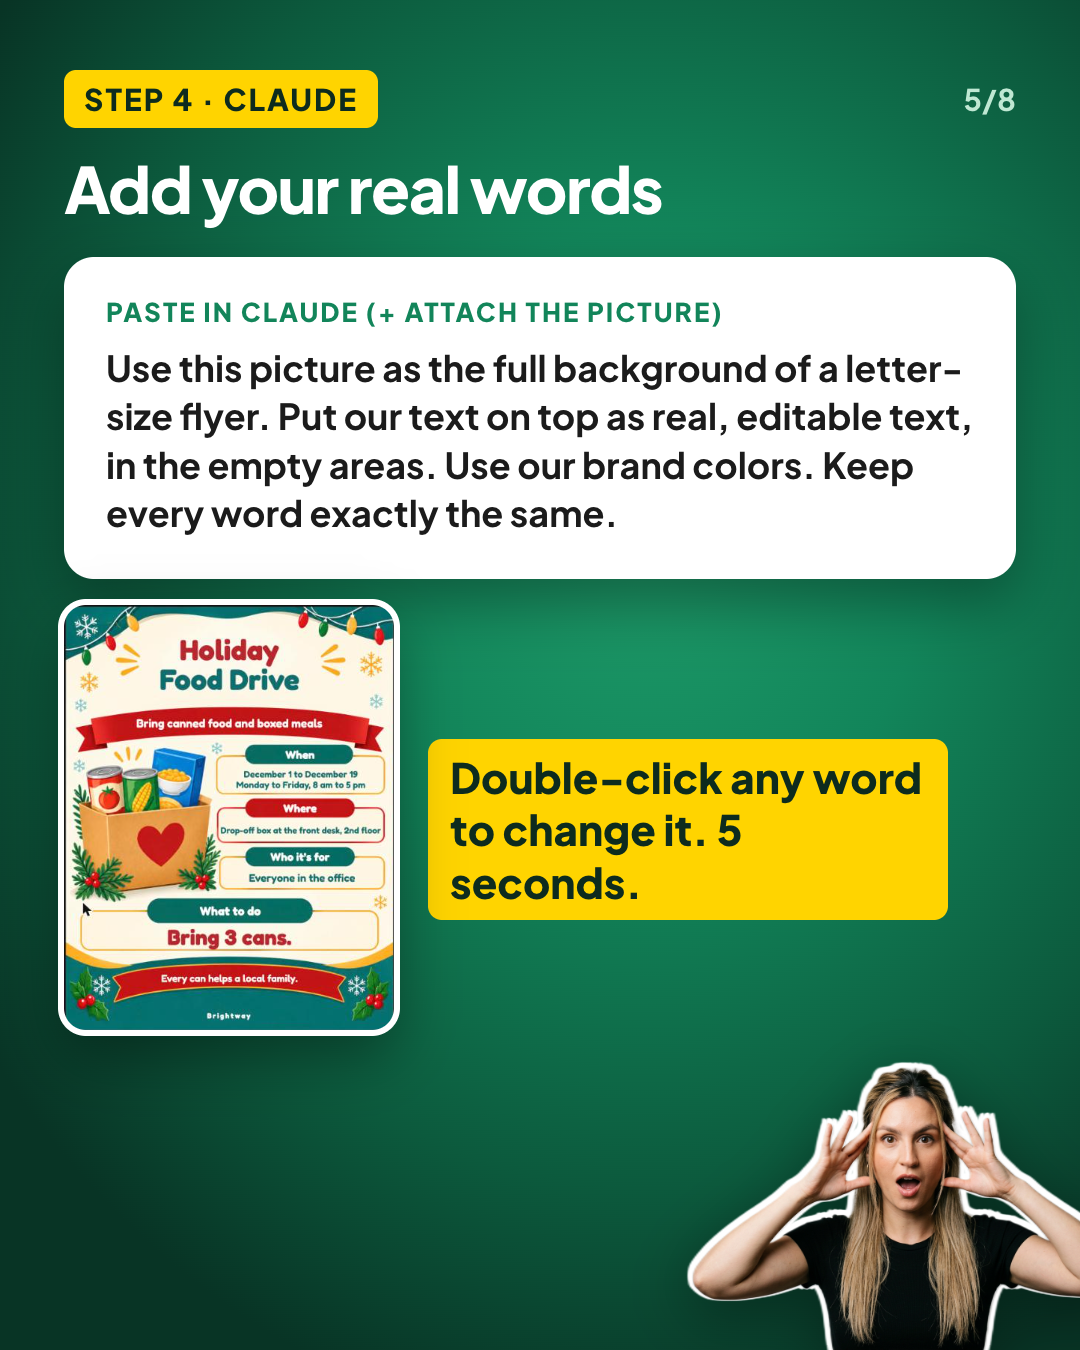 STEP 4 · CLAUDE
5/8
Add your real words
PASTE IN CLAUDE (+ ATTACH THE PICTURE)
Use this picture as the full background of a letter-
size flyer. Put our text on top as real, editable text,
in the empty areas. Use our brand colors. Keep
every word exactly the same.
Holiday
Food Drive
Bring canned food and boxed meals
When
December 1 to December 19
Monday to Friday, 8 am to 5 pm
Where
Drop-off box at the front desk, 2nd floor
Who it's for
Everyone in the office
What to do
Bring 3 cans.
Every can helps a local family.
Brightway
Double-click any word
to change it. 5
seconds.